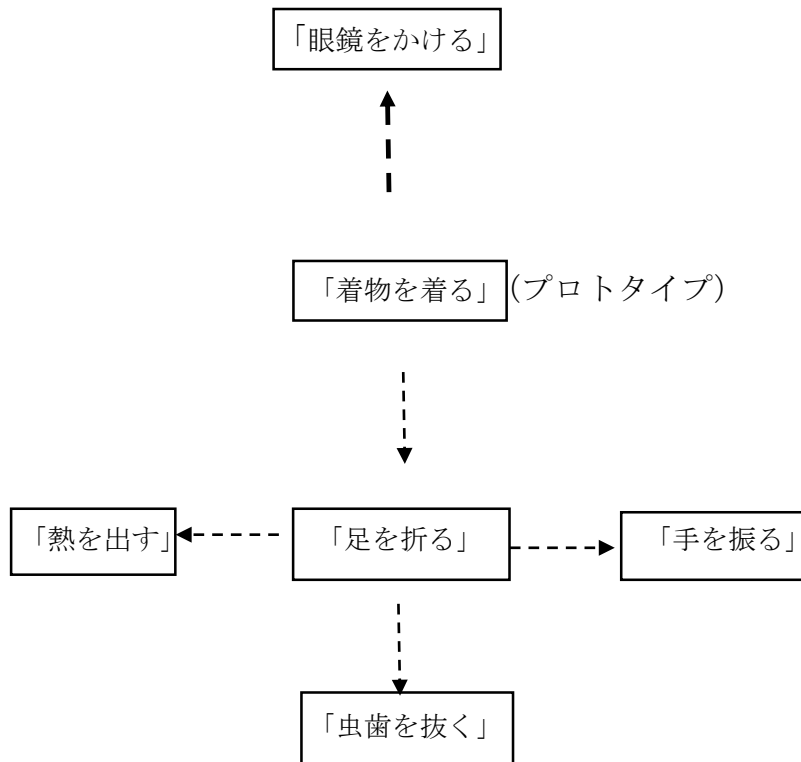 「眼鏡をかける」
「着物を着る」(プロトタイプ)
「熱を出す」
「足を折る」
「手を振る」
「虫歯を抜く」